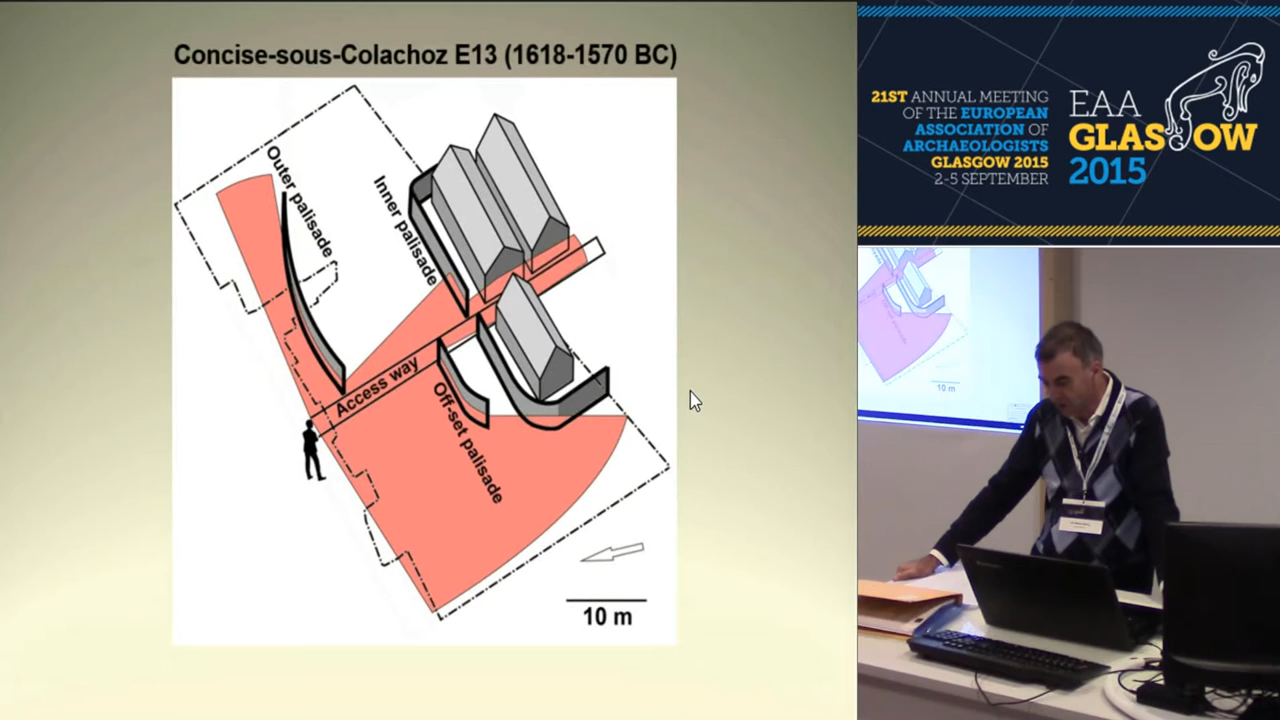 Concise-sous-Colachoz E13 (1618-1570 BC)
Outer palisade
Inner palisade
Access way
Off-set palisade
10 m
21ST ANNUAL MEETING
OF THE EUROPEAN
ASSOCIATION OF
ARCHAEOLOGISTS
GLASGOW 2015
2-5 SEPTEMBER
EAA
GLASGOW
2015
10 m